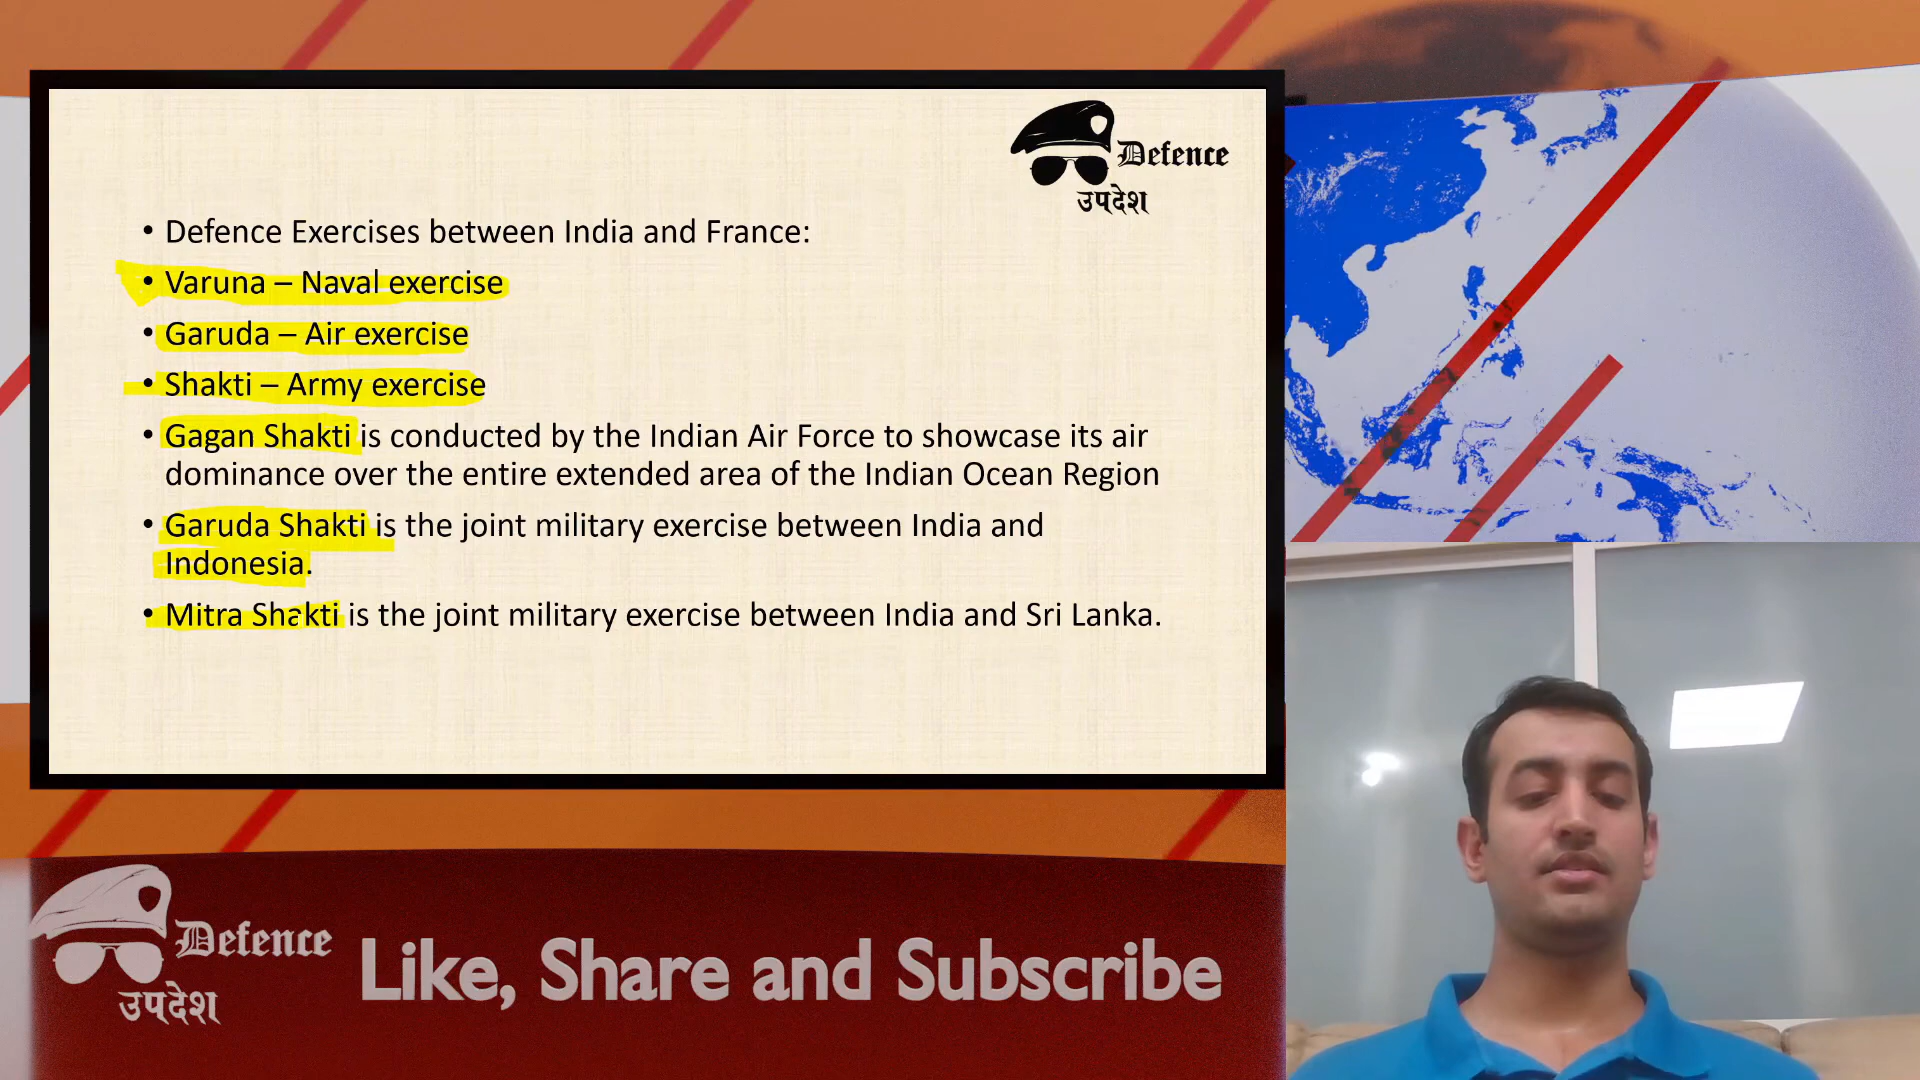 Defence
उपदेश
• Defence Exercises between India and France:
• Varuna – Naval exercise
• Garuda – Air exercise
• Shakti – Army exercise
• Gagan Shakti is conducted by the Indian Air Force to showcase its air
dominance over the entire extended area of the Indian Ocean Region
• Garuda Shakti is the joint military exercise between India and
Indonesia.
• Mitra Shakti is the joint military exercise between India and Sri Lanka.
Defence
उपदेश
Like, Share and Subscribe